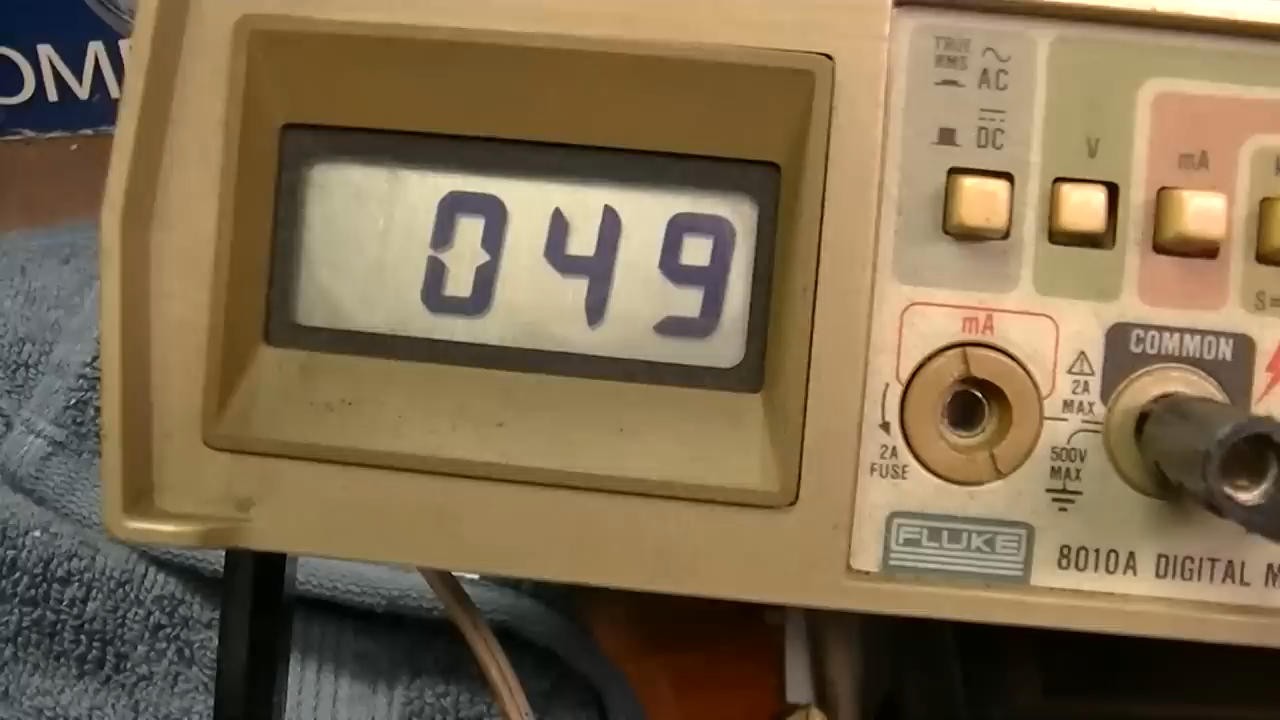 OM
049
TRUE
RMS AC
DC
V
mA
mA
COMMON
2A
MAX
2A
FUSE
500V
MAX
S=
FLUKE
8010A DIGITAL M